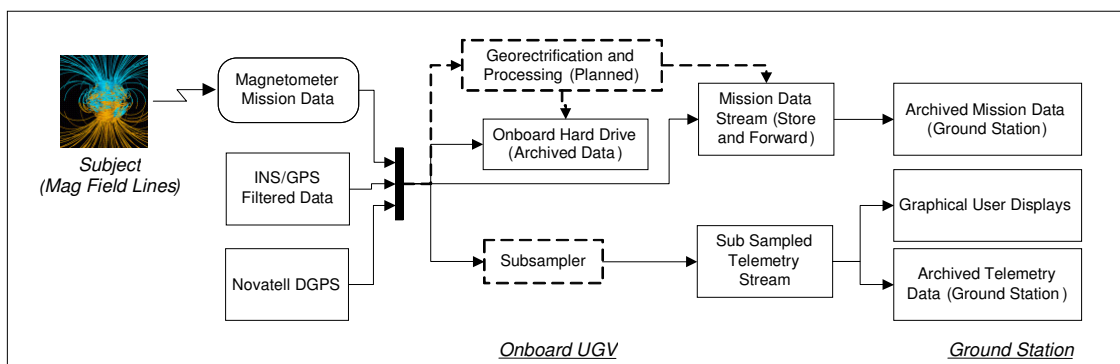 Georectrification and
Processing (Planned)
Magnetometer
Mission Data
Mission Data
Stream (Store
and Forward)
Archived Mission Data
(Ground Station)
Onboard Hard Drive
(Archived Data)
Subject
(Mag Field Lines)
INS/GPS
Filtered Data
Graphical User Displays
Novatell DGPS
Subsampler
Sub Sampled
Telemetry
Stream
Archived Telemetry
Data (Ground Station)
Onboard UGV
Ground Station